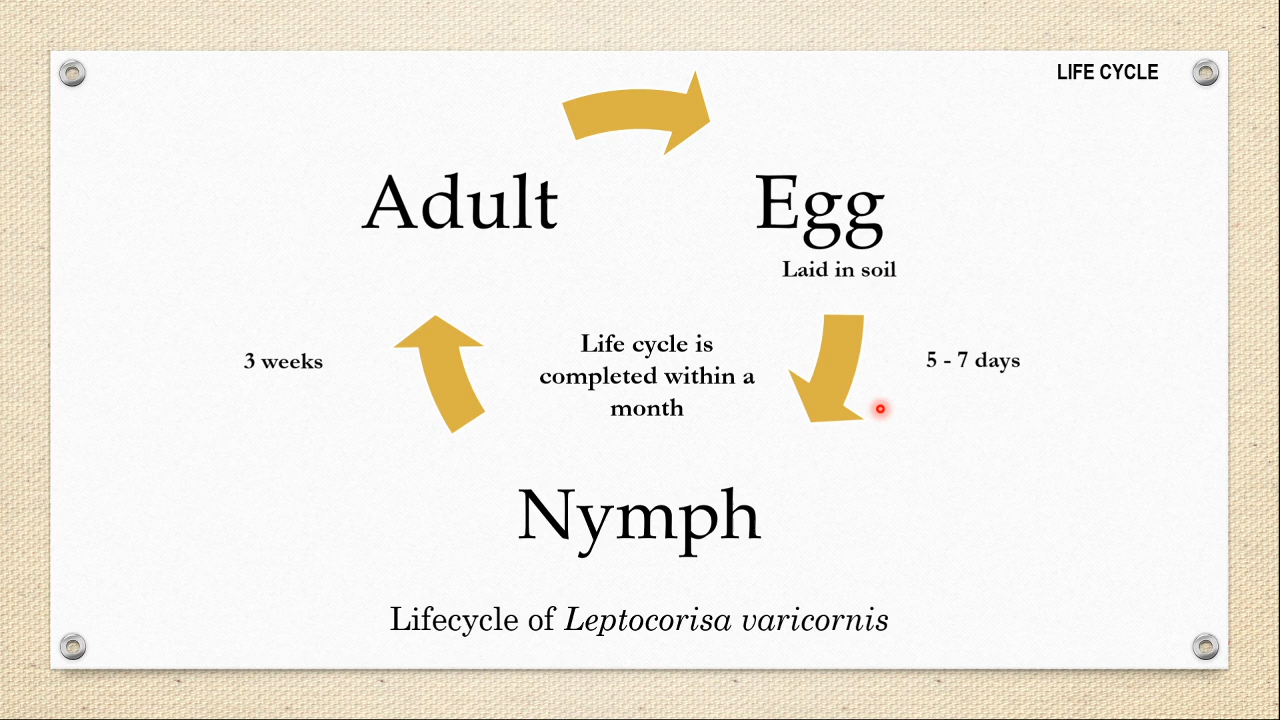 LIFE CYCLE
Adult
Egg
Laid in soil
3 weeks
Life cycle is
completed within a
month
5 - 7 days
Nymph
Lifecycle of Leptocorisa varicornis